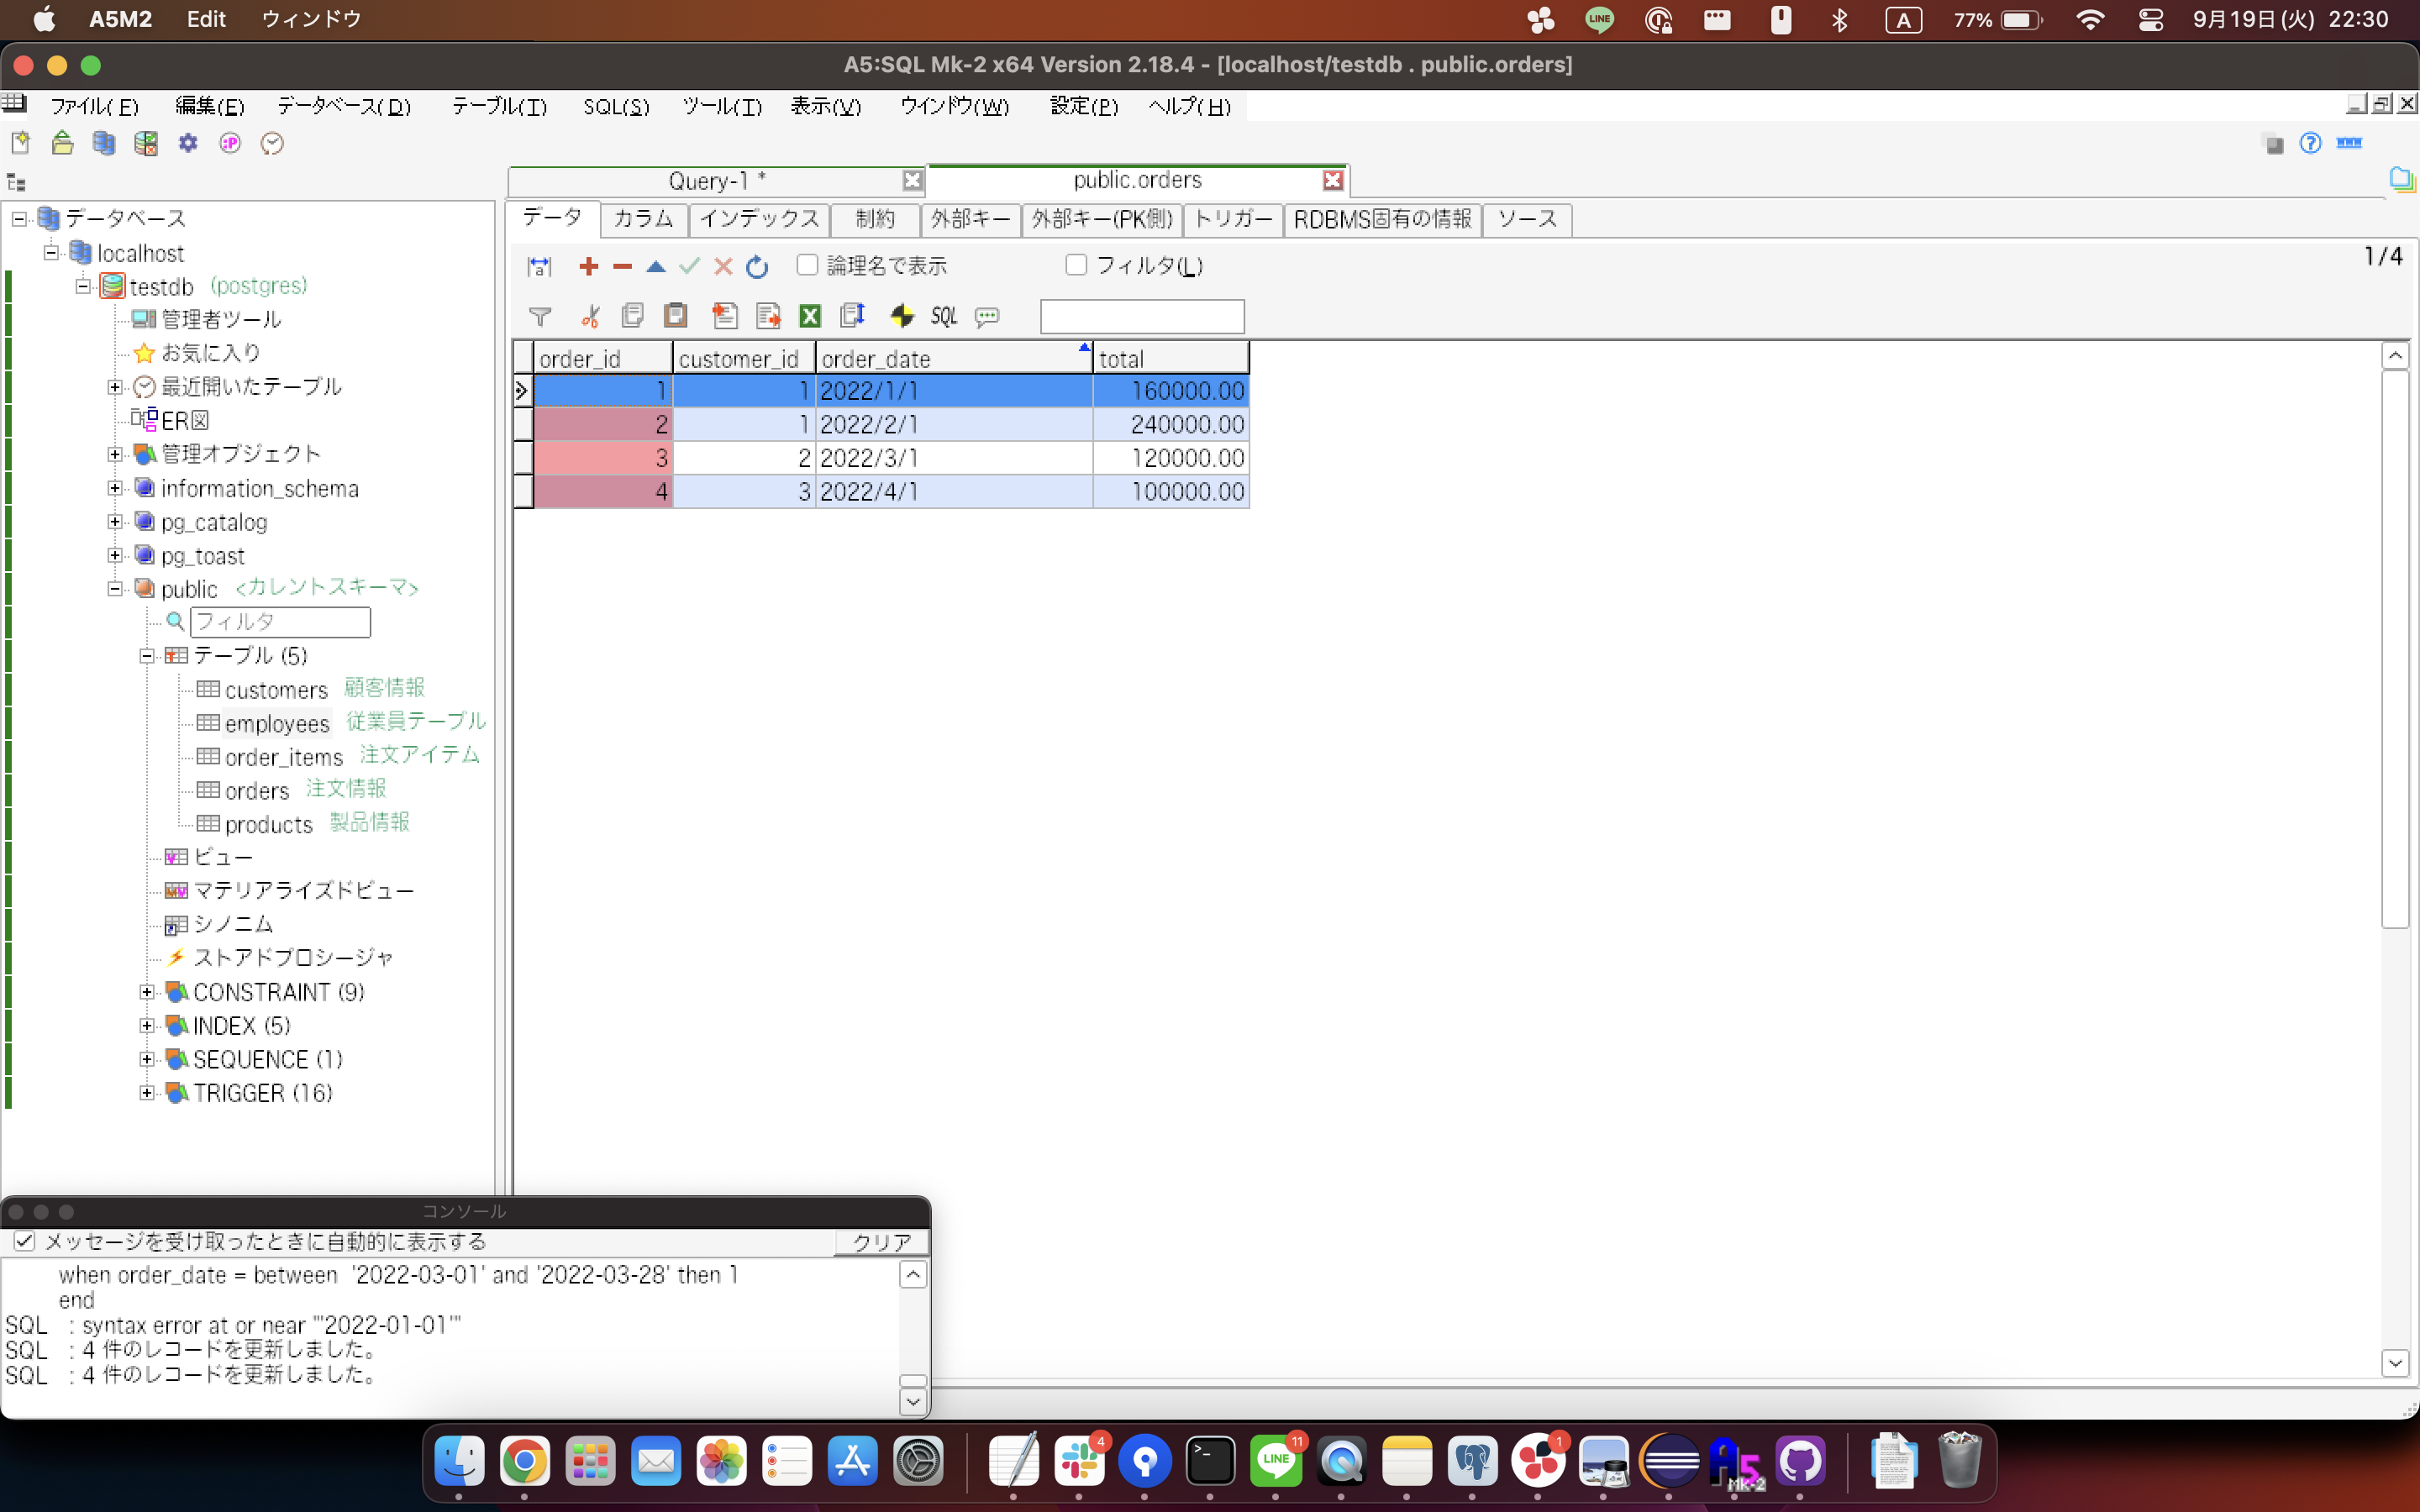 A5M2 Edit ウィンドウ
LINE A 77% 9月19日(火) 22:30
A5:SQL Mk-2 x64 Version 2.18.4 - [localhost/testdb . public.orders]
ファイル(F) 編集(E) データベース(D) テーブル(T) SQL(S) ツール(T) 表示(V) ウインドウ(W) 設定(P) ヘルプ(H)
Query-1 * public.orders
データ カラム インデックス 制約 外部キー 外部キー(PK側) トリガー RDBMS固有の情報 ソース
論理名で表示 フィルタ(L) 1/4
SQL
order_id customer_id order_date total
1 1 2022/1/1 160000.00
2 1 2022/2/1 240000.00
3 2 2022/3/1 120000.00
4 3 2022/4/1 100000.00
データベース
localhost
testdb (postgres)
管理者ツール
お気に入り
最近開いたテーブル
ER図
管理オブジェクト
information_schema
pg_catalog
pg_toast
public <カレントスキーマ>
フィルタ
テーブル (5)
customers 顧客情報
employees 従業員テーブル
order_items 注文アイテム
orders 注文情報
products 製品情報
ビュー
マテリアライズドビュー
シノニム
ストアドプロシージャ
CONSTRAINT (9)
INDEX (5)
SEQUENCE (1)
TRIGGER (16)
コンソール
メッセージを受け取ったときに自動的に表示する クリア
when order_date = between '2022-03-01' and '2022-03-28' then 1
end
SQL : syntax error at or near "'2022-01-01'"
SQL : 4 件のレコードを更新しました。
SQL : 4 件のレコードを更新しました。
4 LINE 11 1 A5 Mk-2